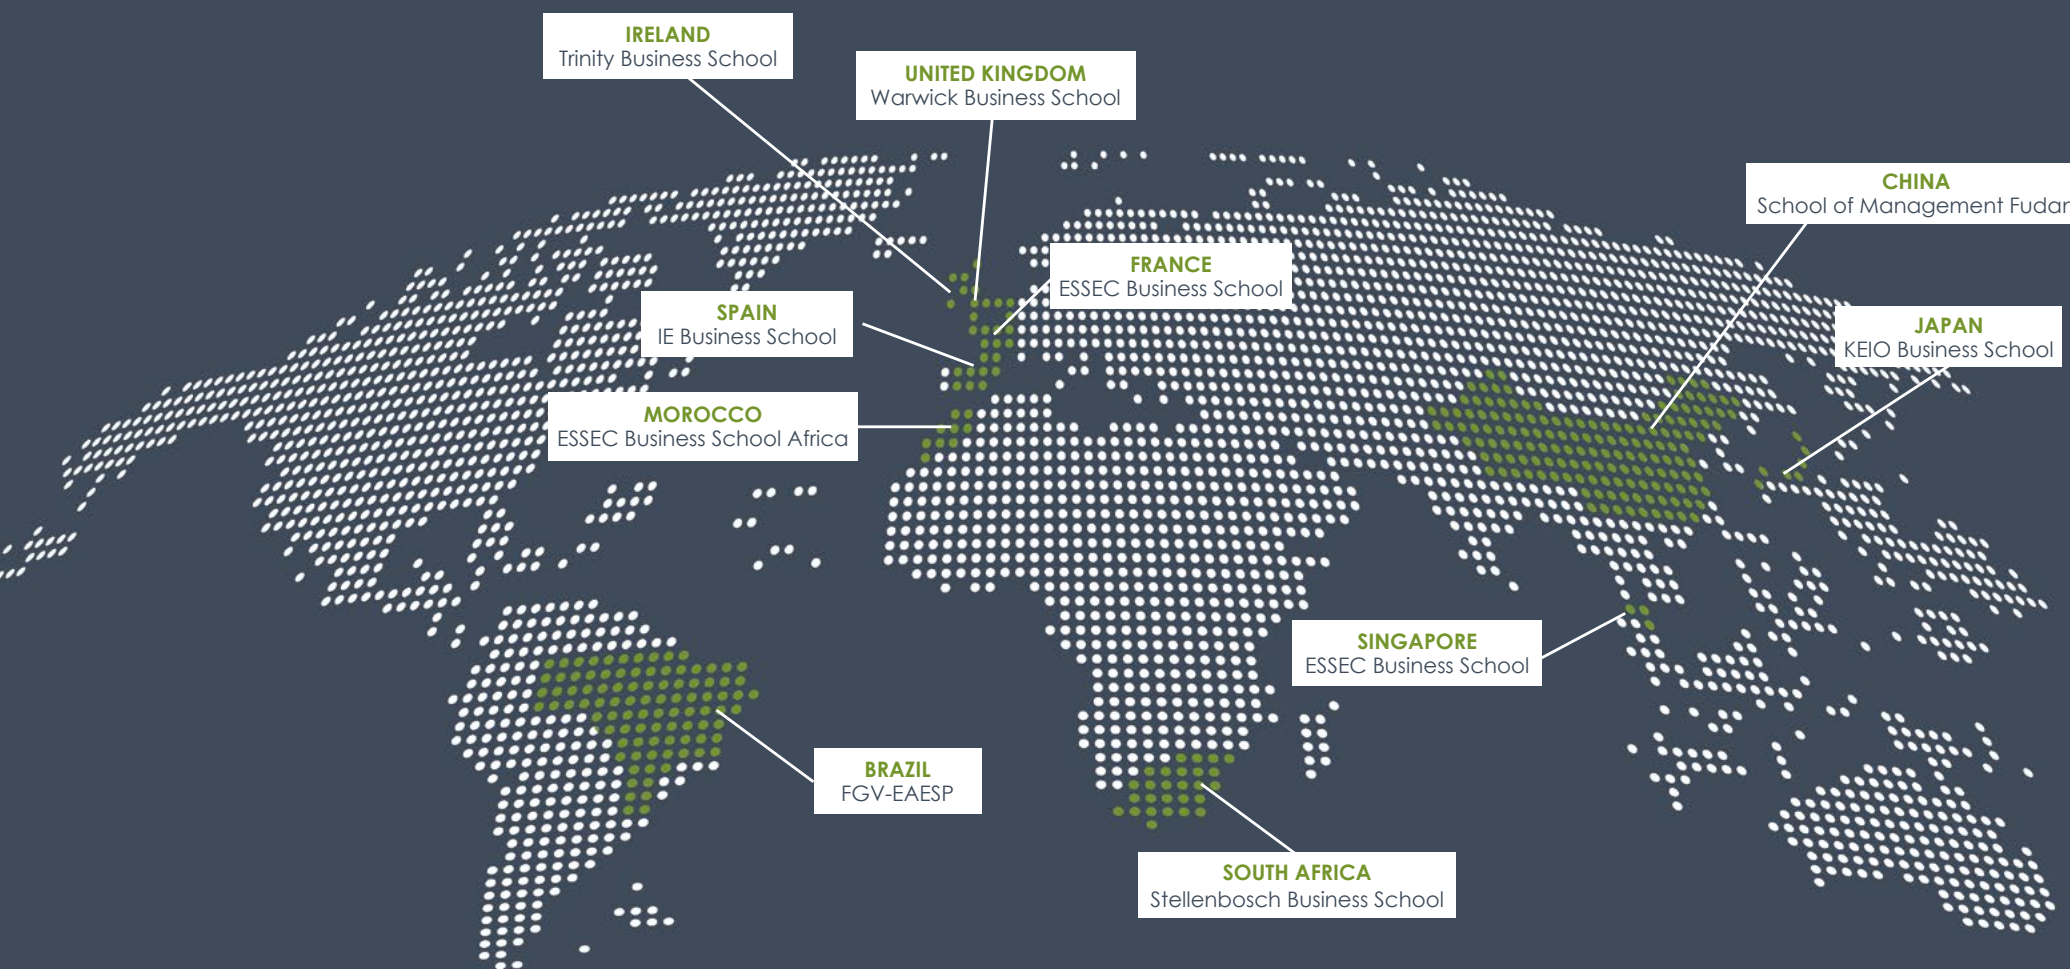 IRELAND
Trinity Business School
UNITED KINGDOM
Warwick Business School
CHINA
School of Management
FRANCE
ESSEC Business School
SPAIN
IE Business School
JAPAN
KEIO Business School
MOROCCO
ESSEC Business School Africa
SINGAPORE
ESSEC Business School
BRAZIL
FGV-EAESP
SOUTH AFRICA
Stellenbosch Business School